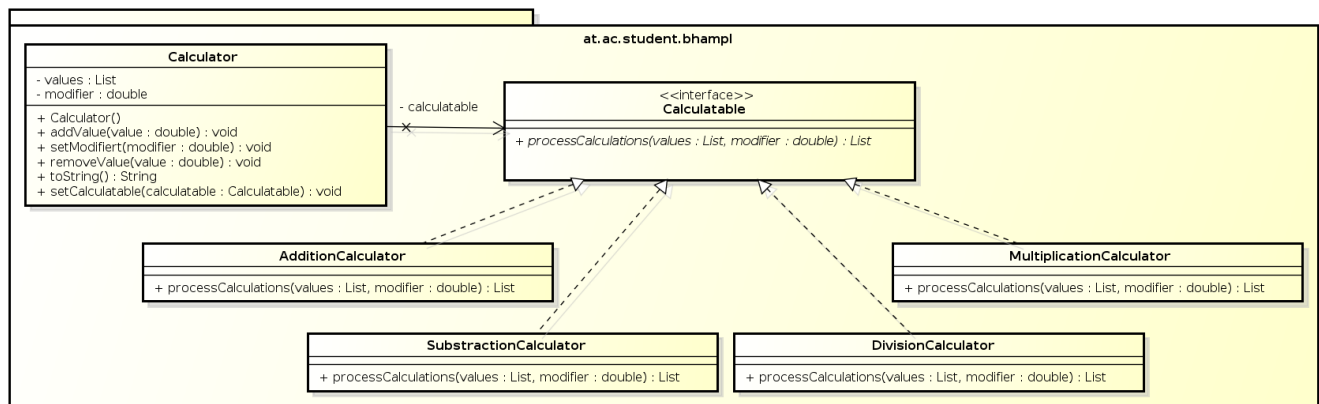 at.ac.student.bhampl
Calculator
- values : List
- modifier : double
+ Calculator()
+ addValue(value : double) : void
+ setModifiert(modifier : double) : void
+ removeValue(value : double) : void
+ toString() : String
+ setCalculatable(calculatable : Calculatable) : void
- calculatable
<<interface>>
Calculatable
+ processCalculations(values : List, modifier : double) : List
AdditionCalculator
+ processCalculations(values : List, modifier : double) : List
MultiplicationCalculator
+ processCalculations(values : List, modifier : double) : List
SubstractionCalculator
+ processCalculations(values : List, modifier : double) : List
DivisionCalculator
+ processCalculations(values : List, modifier : double) : List